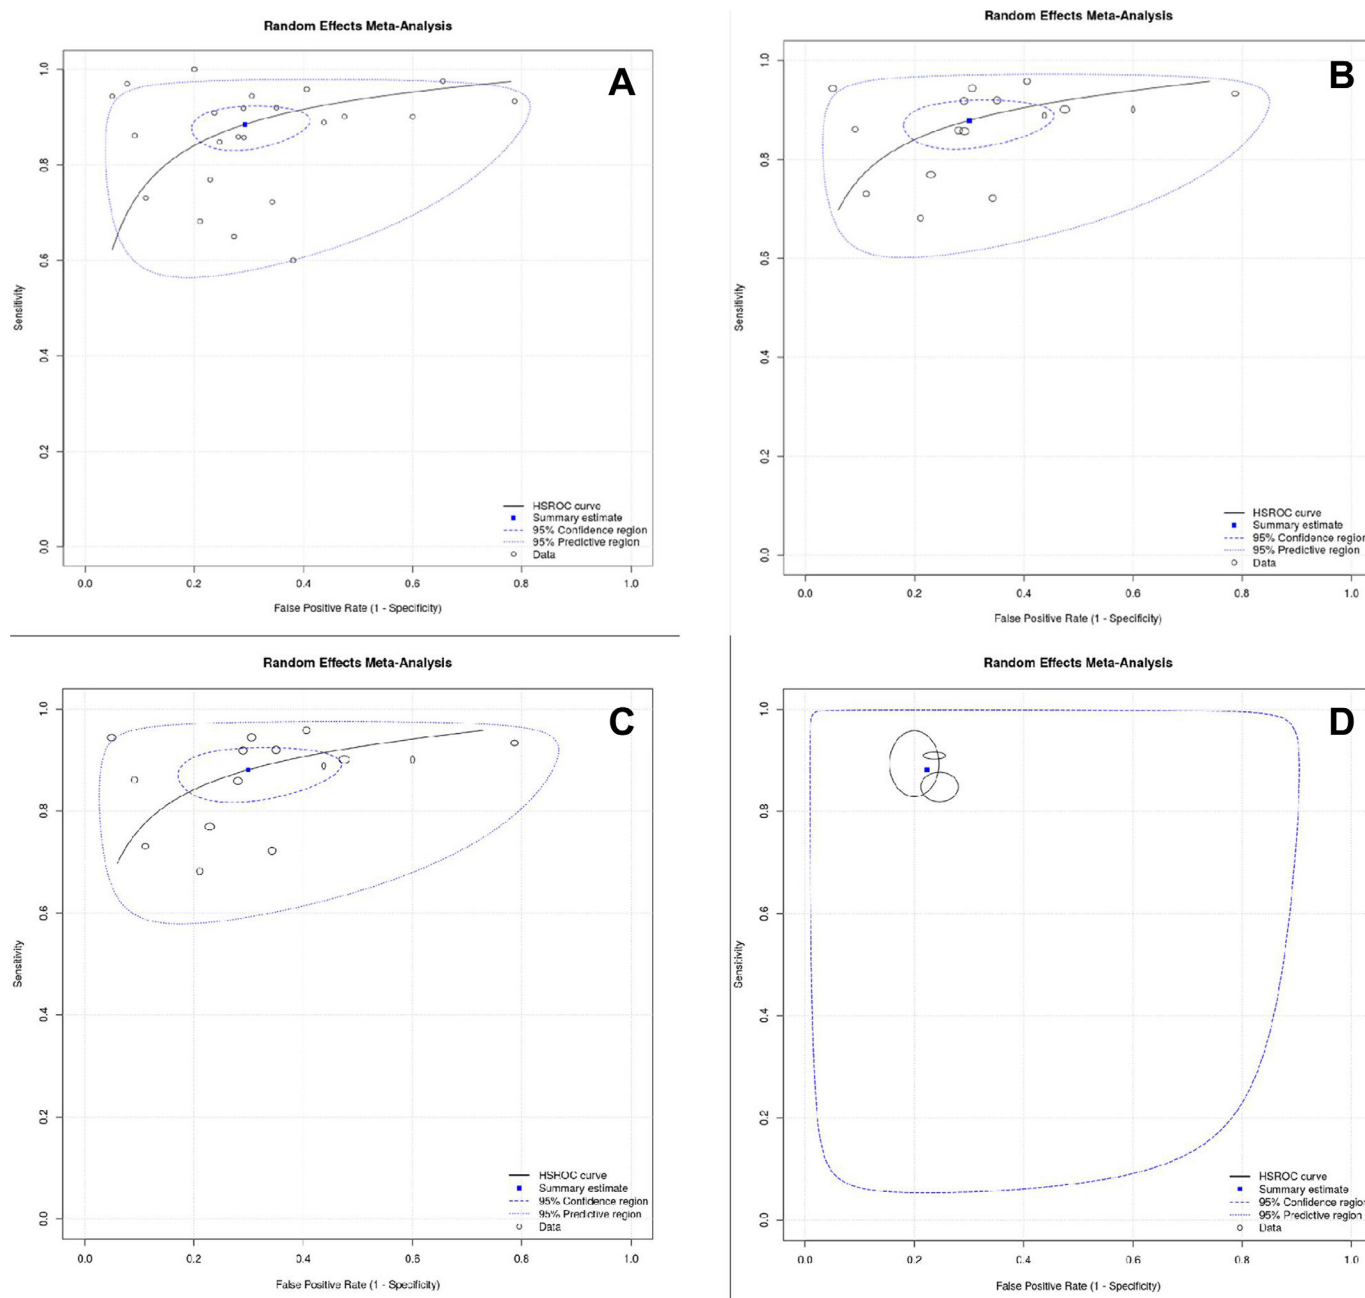 Random Effects Meta-Analysis
A
1.0
0.8
0.6
0.4
0.2
0.0
Sensitivity
HSROC curve
Summary estimate
95% Confidence region
95% Predictive region
Data
0.0 0.2 0.4 0.6 0.8 1.0
False Positive Rate (1 - Specificity)
Random Effects Meta-Analysis
B
1.0
0.8
0.6
0.4
0.2
0.0
Sensitivity
HSROC curve
Summary estimate
95% Confidence region
95% Predictive region
Data
0.0 0.2 0.4 0.6 0.8 1.0
False Positive Rate (1 - Specificity)
Random Effects Meta-Analysis
C
1.0
0.8
0.6
0.4
0.2
0.0
Sensitivity
HSROC curve
Summary estimate
95% Confidence region
95% Predictive region
Data
0.0 0.2 0.4 0.6 0.8 1.0
False Positive Rate (1 - Specificity)
Random Effects Meta-Analysis
D
1.0
0.8
0.6
0.4
0.2
0.0
Sensitivity
HSROC curve
Summary estimate
95% Confidence region
95% Predictive region
Data
0.0 0.2 0.4 0.6 0.8 1.0
False Positive Rate (1 - Specificity)